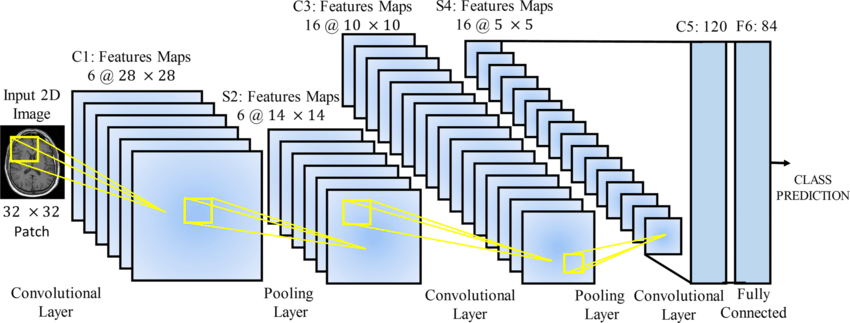 Input 2D
Image
32 × 32
Patch
C1: Features Maps
6 @ 28 × 28
S2: Features Maps
6 @ 14 × 14
C3: Features Maps
16 @ 10 × 10
S4: Features Maps
16 @ 5 × 5
C5: 120
F6: 84
CLASS
PREDICTION
Convolutional
Layer
Pooling
Layer
Convolutional
Layer
Pooling
Layer
Convolutional
Layer
Fully
Connected